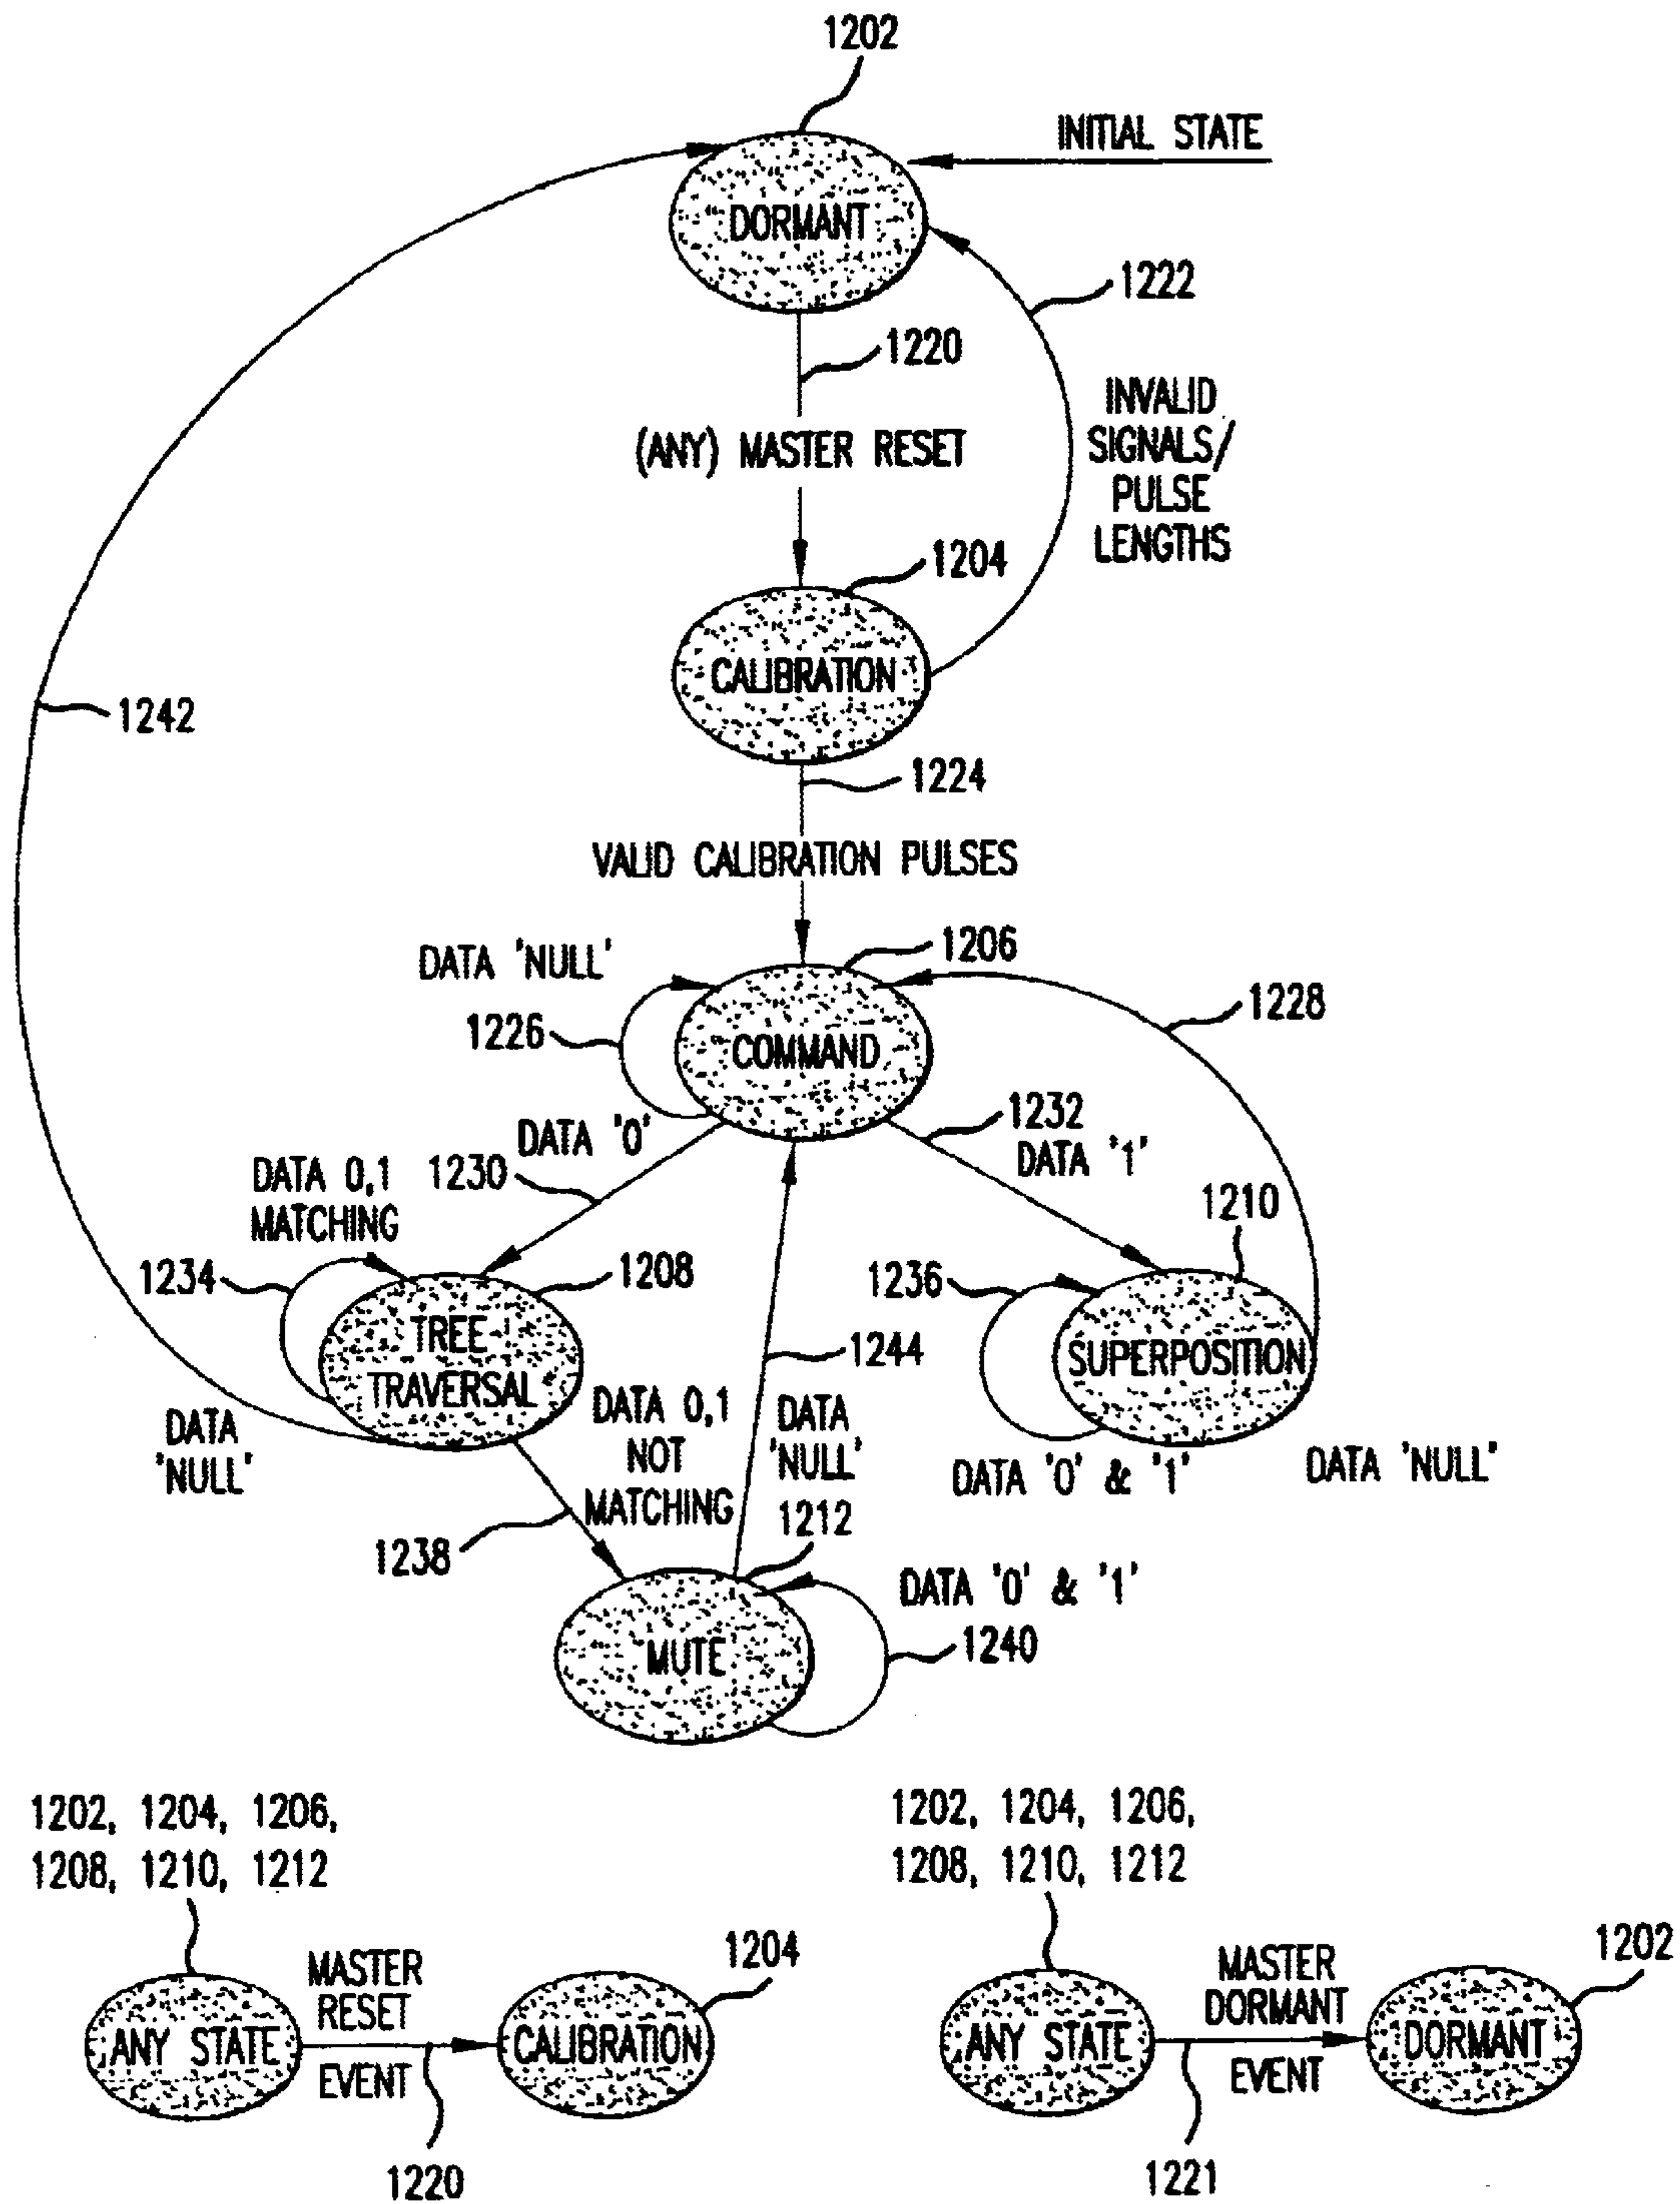 1202
INITIAL STATE
DORMANT
1222
1220
INVALID
SIGNALS/
PULSE
LENGTHS
(ANY) MASTER RESET
1204
CALIBRATION
1242
1224
VALID CALIBRATION PULSES
1206
DATA 'NULL'
1228
1226
COMMAND
1232
DATA '0'
DATA '1'
1230
DATA 0,1
MATCHING
1210
1234
1208
1236
TREE
TRAVERSAL
1244
SUPERPOSITION
DATA 0,1
NOT
MATCHING
DATA
'NULL'
DATA
'NULL'
DATA '0' & '1'
DATA 'NULL'
1212
1238
DATA '0' & '1'
MUTE
1240
1202, 1204, 1206,
1208, 1210, 1212
1202, 1204, 1206,
1208, 1210, 1212
MASTER
RESET
EVENT
1204
ANY STATE
CALIBRATION
1220
MASTER
DORMANT
EVENT
1202
ANY STATE
DORMANT
1221